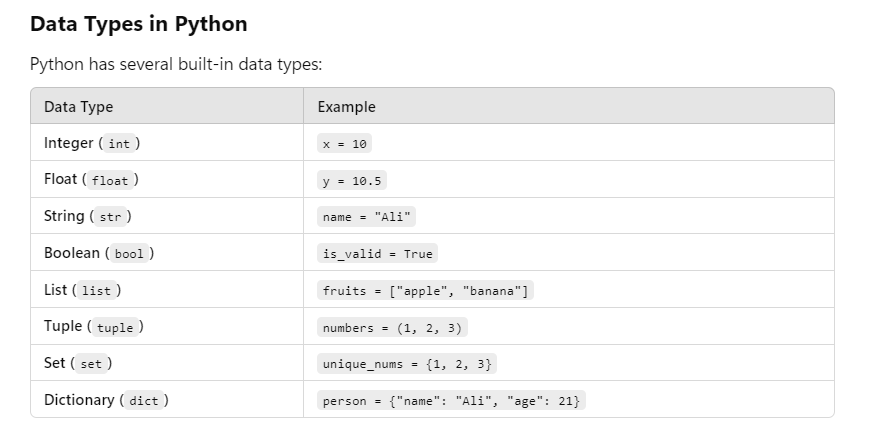 Data Types in Python
Python has several built-in data types:
Data Type Example
Integer ( int ) x = 10
Float ( float ) y = 10.5
String ( str ) name = "Ali"
Boolean ( bool ) is_valid = True
List ( list ) fruits = ["apple", "banana"]
Tuple ( tuple ) numbers = (1, 2, 3)
Set ( set ) unique_nums = {1, 2, 3}
Dictionary ( dict ) person = {"name": "Ali", "age": 21}